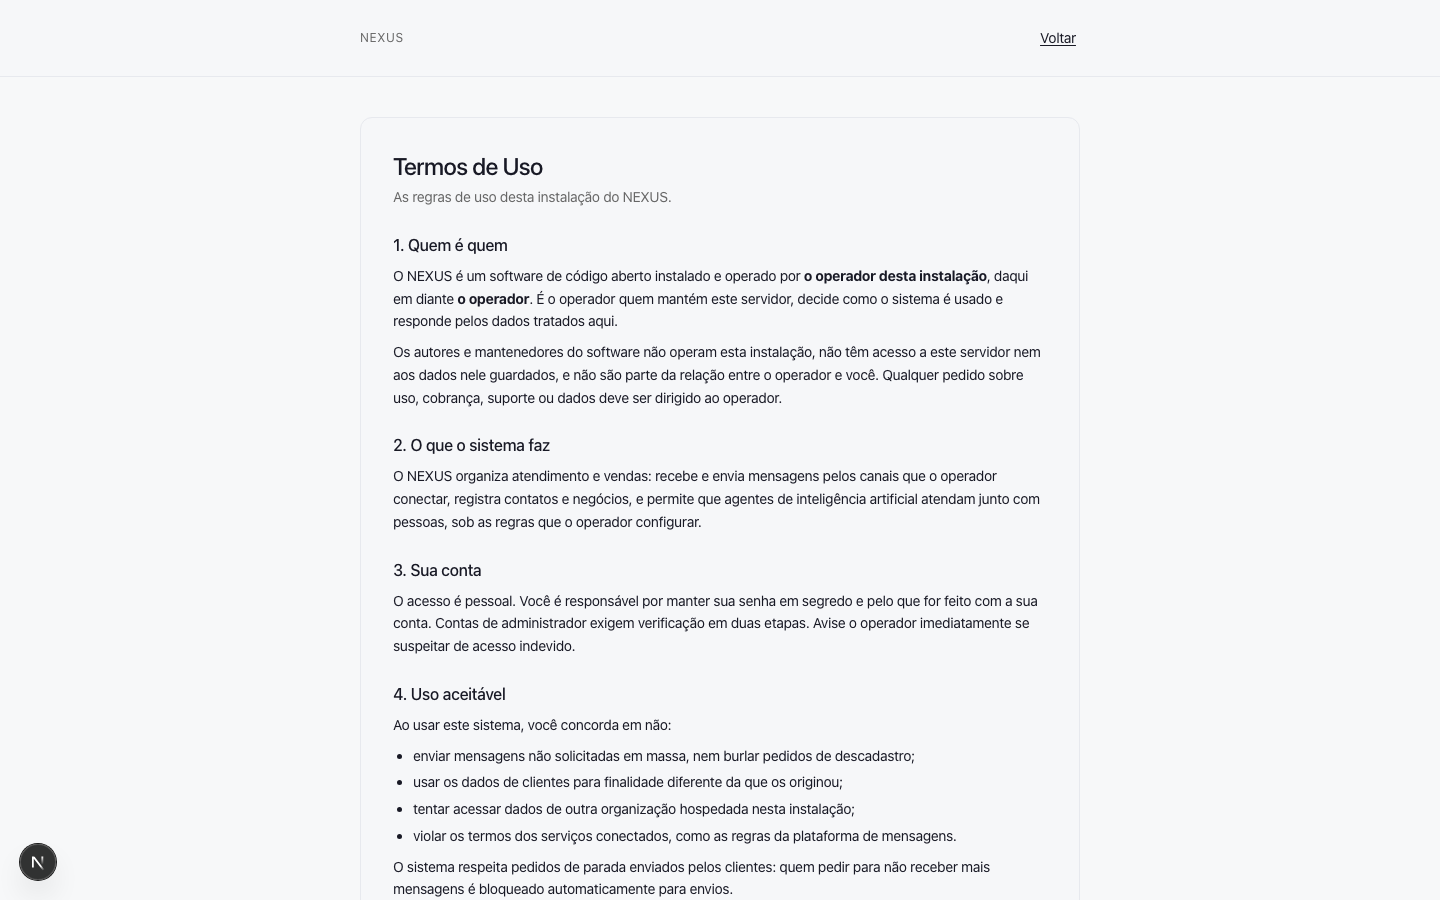 NEXUS
Voltar
Termos de Uso
As regras de uso desta instalação do NEXUS.
1. Quem é quem
O NEXUS é um software de código aberto instalado e operado por o operador desta instalação, daqui
em diante o operador. É o operador quem mantém este servidor, decide como o sistema é usado e
responde pelos dados tratados aqui.
Os autores e mantenedores do software não operam esta instalação, não têm acesso a este servidor nem
aos dados nele guardados, e não são parte da relação entre o operador e você. Qualquer pedido sobre
uso, cobrança, suporte ou dados deve ser dirigido ao operador.
2. O que o sistema faz
O NEXUS organiza atendimento e vendas: recebe e envia mensagens pelos canais que o operador
conectar, registra contatos e negócios, e permite que agentes de inteligência artificial atendam junto com
pessoas, sob as regras que o operador configurar.
3. Sua conta
O acesso é pessoal. Você é responsável por manter sua senha em segredo e pelo que for feito com a sua
conta. Contas de administrador exigem verificação em duas etapas. Avise o operador imediatamente se
suspeitar de acesso indevido.
4. Uso aceitável
Ao usar este sistema, você concorda em não:
• enviar mensagens não solicitadas em massa, nem burlar pedidos de descadastro;
• usar os dados de clientes para finalidade diferente da que os originou;
• tentar acessar dados de outra organização hospedada nesta instalação;
• violar os termos dos serviços conectados, como as regras da plataforma de mensagens.
O sistema respeita pedidos de parada enviados pelos clientes: quem pedir para não receber mais
mensagens é bloqueado automaticamente para envios.
N